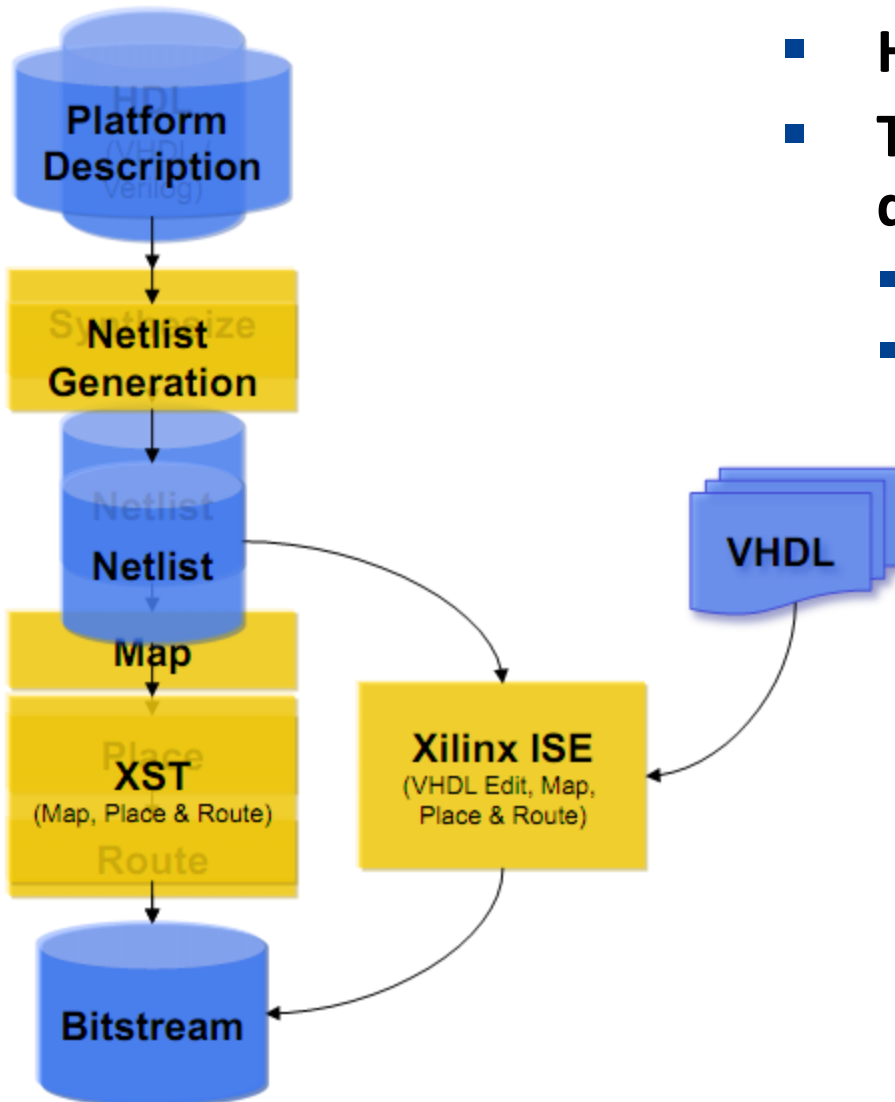 HDL
Platform
(VHDL /
Description
Verilog)
Synthesize
Netlist
Generation
Netlist
Netlist
Map
Place
XST
(Map, Place & Route)
Route
Bitstream
Xilinx ISE
(VHDL Edit, Map,
Place & Route)
VHDL